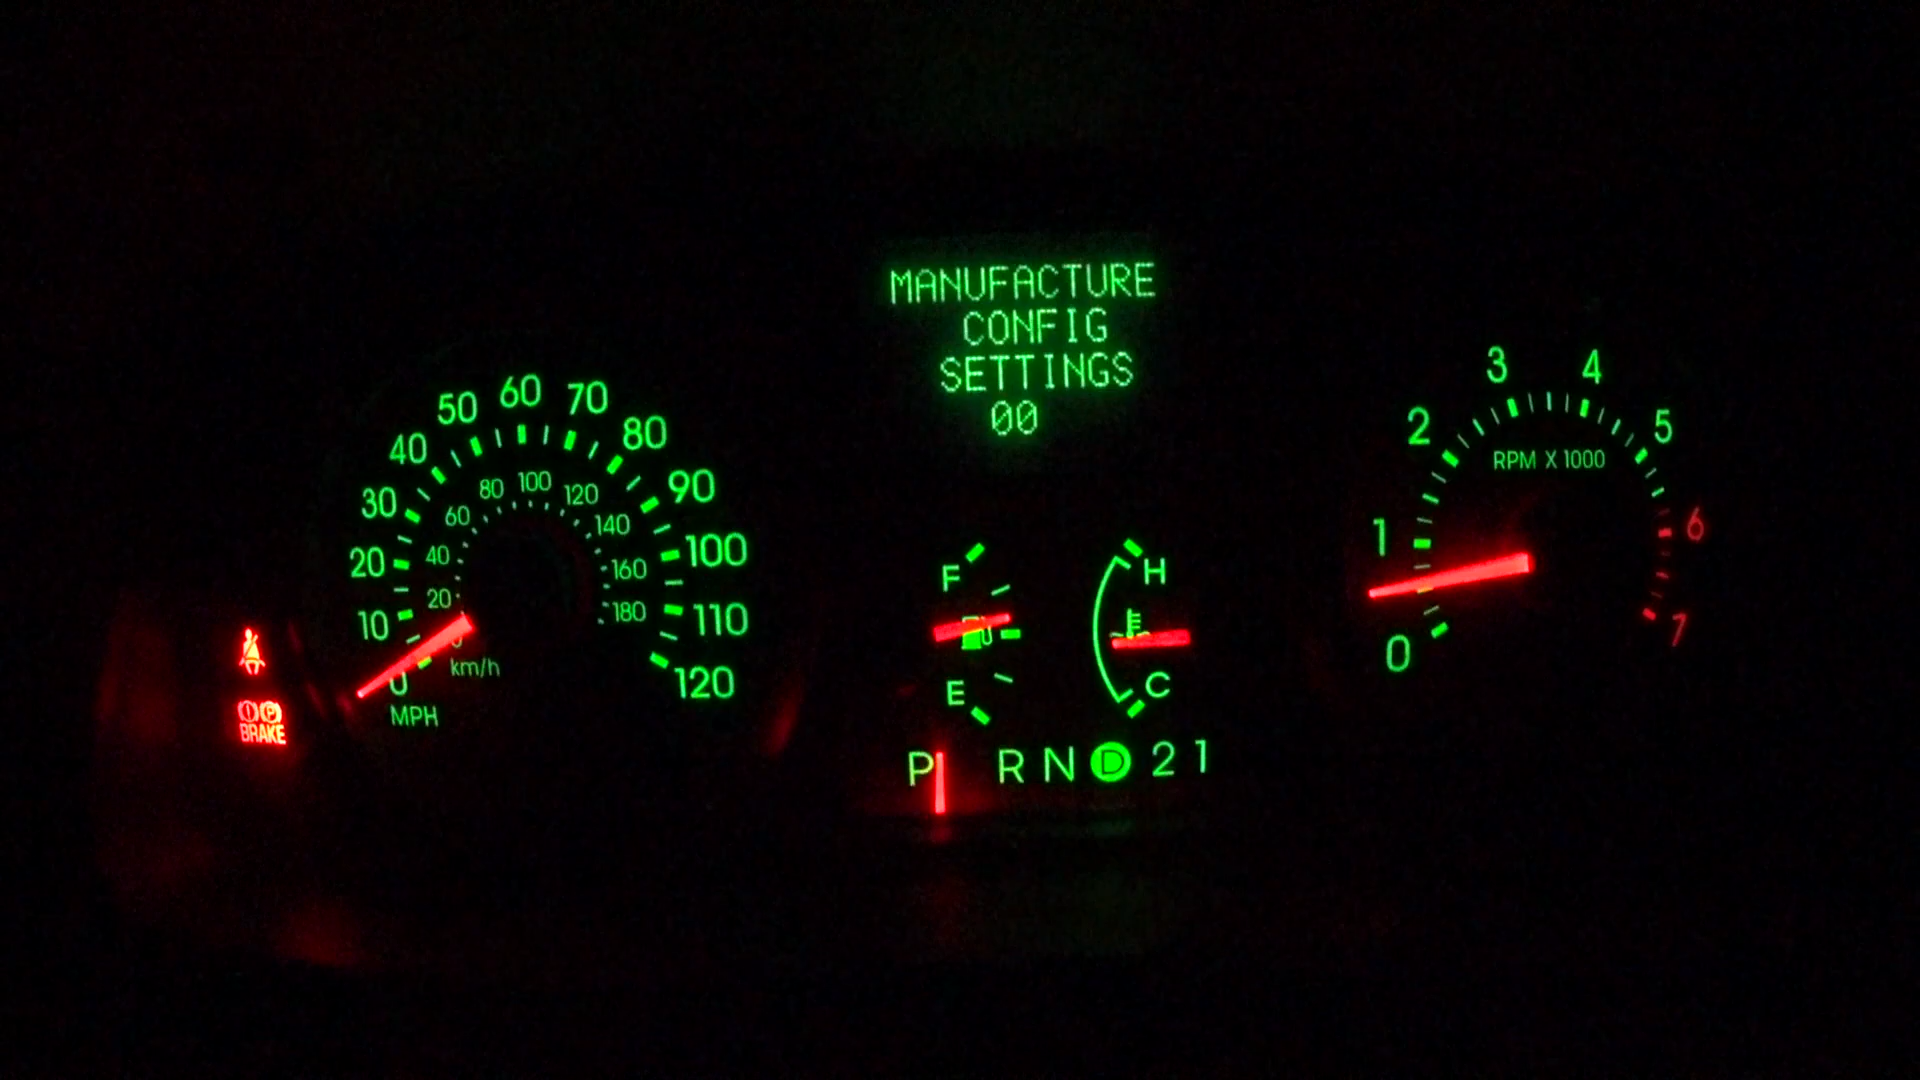 MANUFACTURE
CONFIG
SETTINGS
00
0 10 20 30 40 50 60 70 80 90 100 110 120
MPH
20 40 60 80 100 120 140 160 180
km/h
F
E
H
C
P R N D 2 1
0 1 2 3 4 5 6 7
RPM X 1000
P
BRAKE